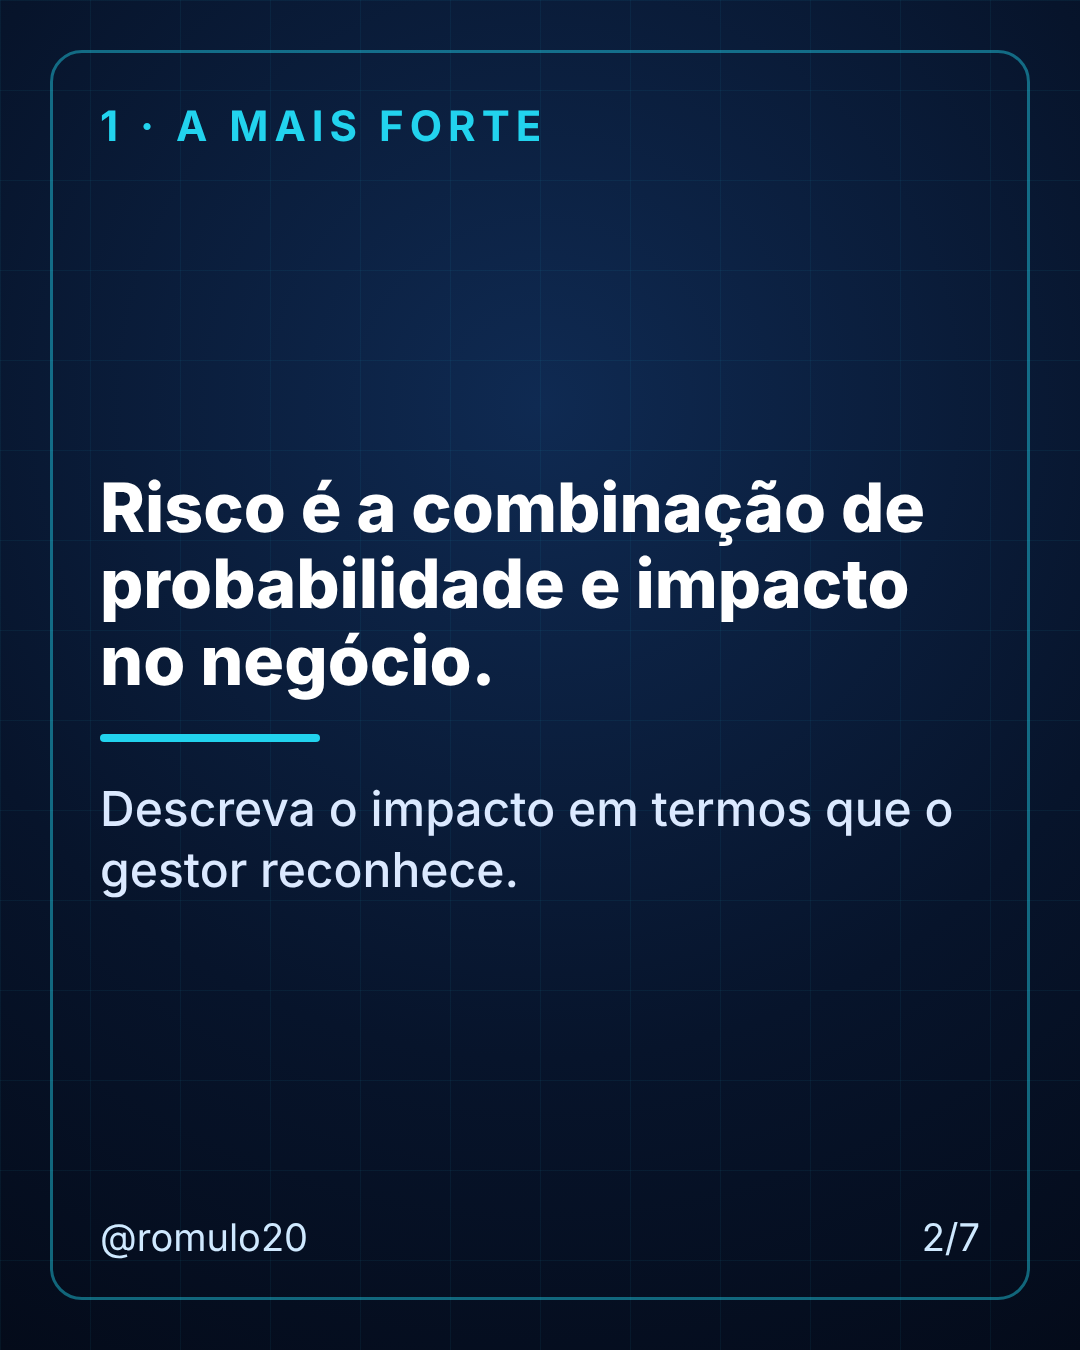 1 · A MAIS FORTE
Risco é a combinação de
probabilidade e impacto
no negócio.
Descreva o impacto em termos que o
gestor reconhece.
@romulo20
2/7